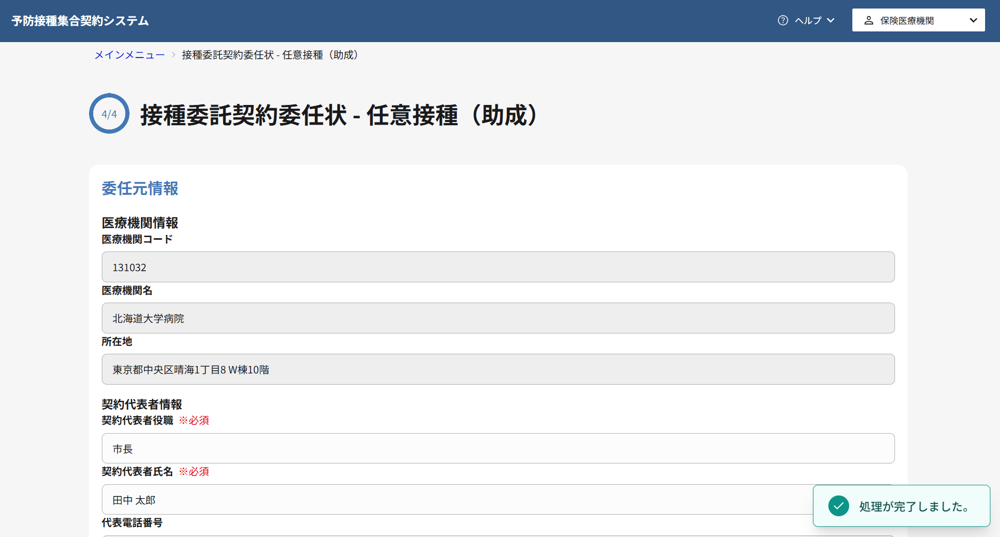 予防接種集合契約システム
ヘルプ
保険医療機関
メインメニュー > 接種委託契約委任状 - 任意接種（助成）
4/4
接種委託契約委任状 - 任意接種（助成）
委任元情報
医療機関情報
医療機関コード
131032
医療機関名
北海道大学病院
所在地
東京都中央区晴海1丁目8 W棟10階
契約代表者情報
契約代表者役職 ※必須
市長
契約代表者氏名 ※必須
田中 太郎
代表電話番号
処理が完了しました。